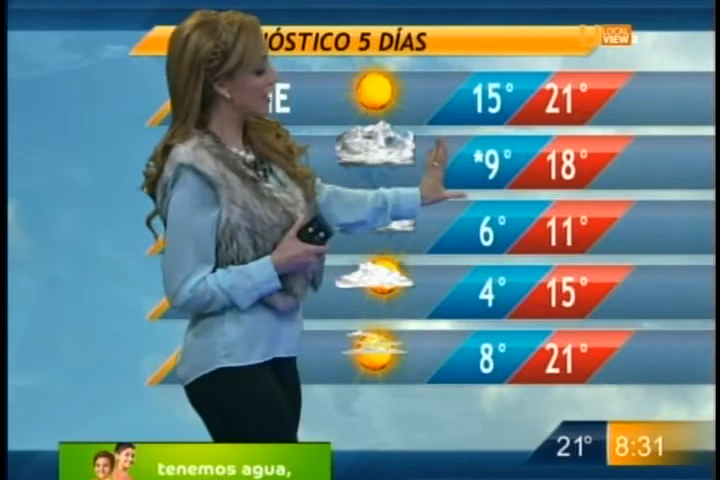 ÓSTICO 5 DÍAS
LOCAL
VIEW
E 15° 21°
*9° 18°
6° 11°
4° 15°
8° 21°
21° 8:31
tenemos agua,